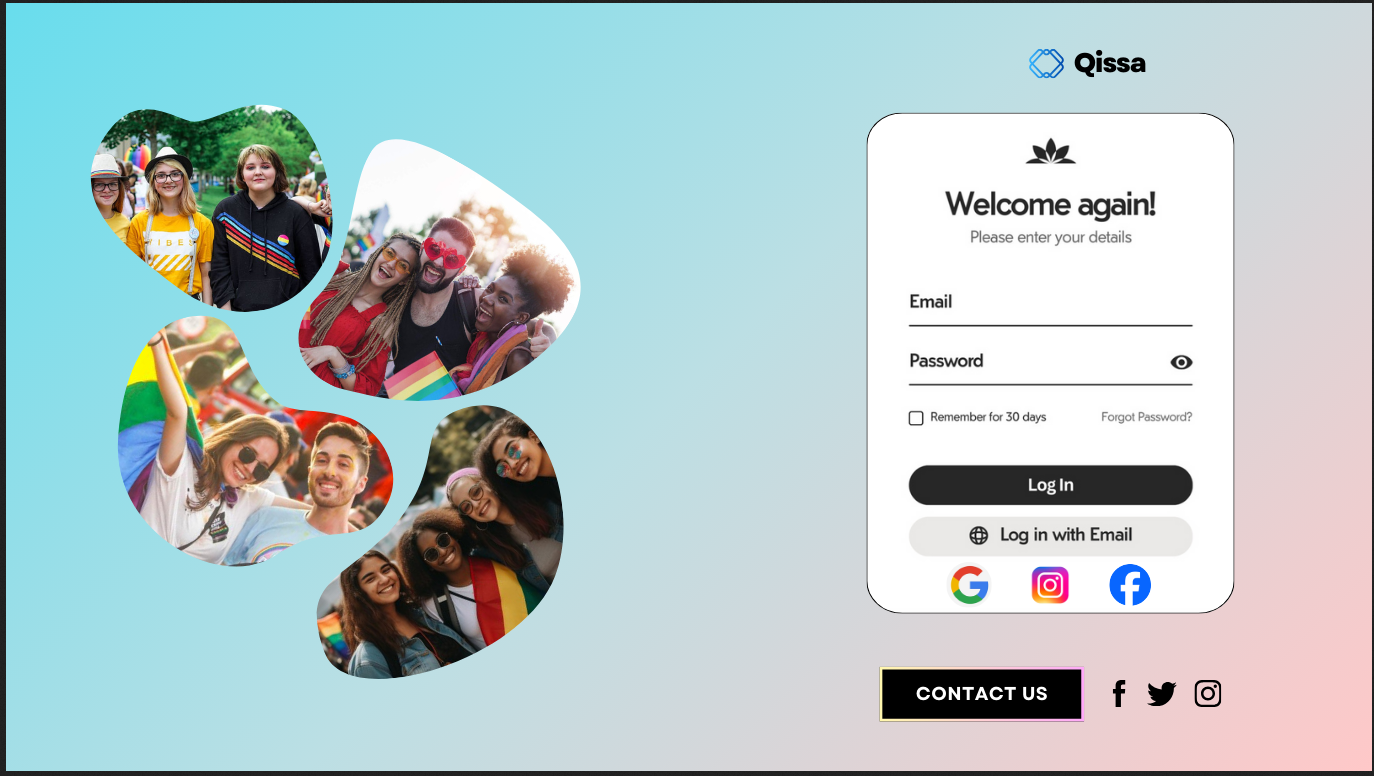 Qissa
Welcome again!
Please enter your details
Email
Password
Remember for 30 days
Forgot Password?
Log In
Log in with Email
CONTACT US